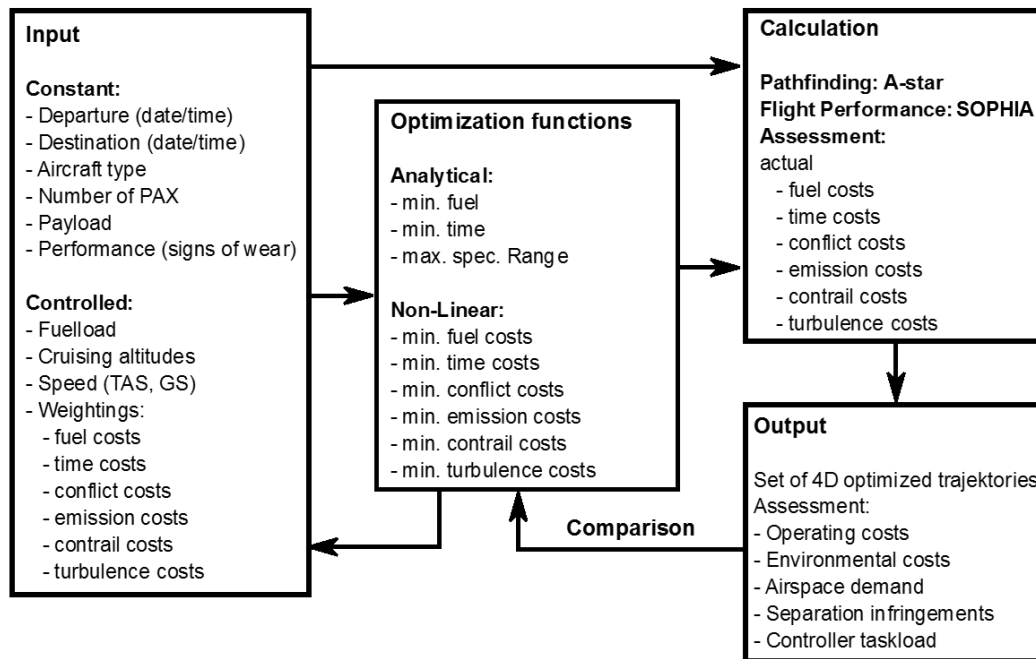 Input
Constant:
- Departure (date/time)
- Destination (date/time)
- Aircraft type
- Number of PAX
- Payload
- Performance (signs of wear)
Controlled:
- Fuelload
- Cruising altitudes
- Speed (TAS, GS)
- Weightings:
- fuel costs
- time costs
- conflict costs
- emission costs
- contrail costs
- turbulence costs
Optimization functions
Analytical:
- min. fuel
- min. time
- max. spec. Range
Non-Linear:
- min. fuel costs
- min. time costs
- min. conflict costs
- min. emission costs
- min. contrail costs
- min. turbulence costs
Calculation
Pathfinding: A-star
Flight Performance: SOPHIA
Assessment:
actual
- fuel costs
- time costs
- conflict costs
- emission costs
- contrail costs
- turbulence costs
Output
Set of 4D optimized trajektories
Assessment:
- Operating costs
- Environmental costs
- Airspace demand
- Separation infringements
- Controller taskload
Comparison